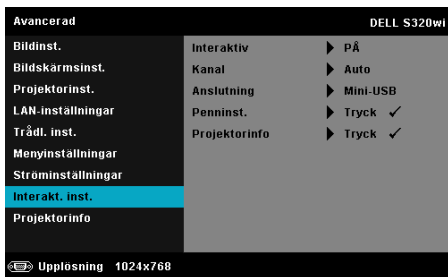 Avancerad DELL S320wi
Bildinst.
Bildskärmsinst.
Projektorinst.
LAN-inställningar
Trådl. inst.
Menyinställningar
Ströminställningar
Interakt. inst.
Projektorinfo
Interaktiv PÅ
Kanal Auto
Anslutning Mini-USB
Penninst. Tryck ✓
Projektorinfo Tryck ✓
Upplösning 1024x768